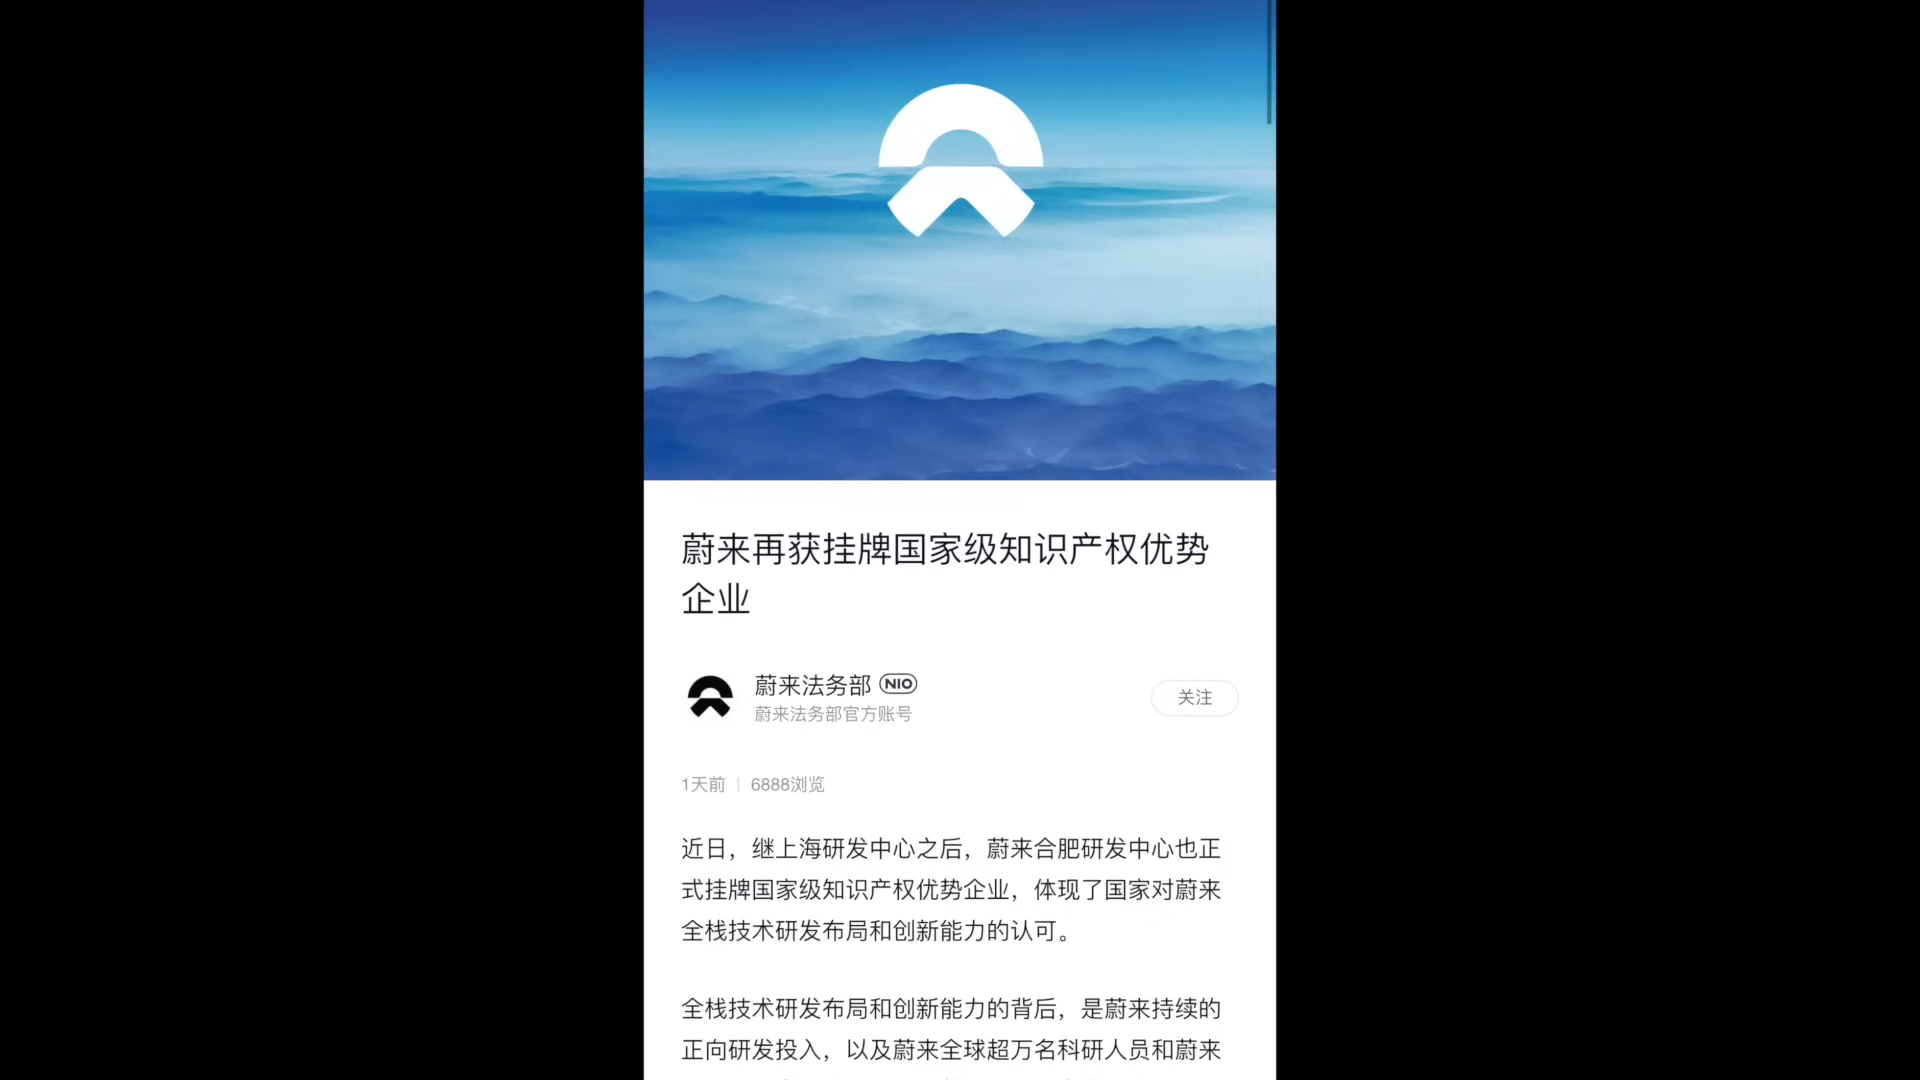 蔚来再获挂牌国家级知识产权优势
企业
蔚来法务部 NIO
蔚来法务部官方账号
关注
1天前 | 6888浏览
近日，继上海研发中心之后，蔚来合肥研发中心也正
式挂牌国家级知识产权优势企业，体现了国家对蔚来
全栈技术研发布局和创新能力的认可。
全栈技术研发布局和创新能力的背后，是蔚来持续的
正向研发投入，以及蔚来全球超万名科研人员和蔚来